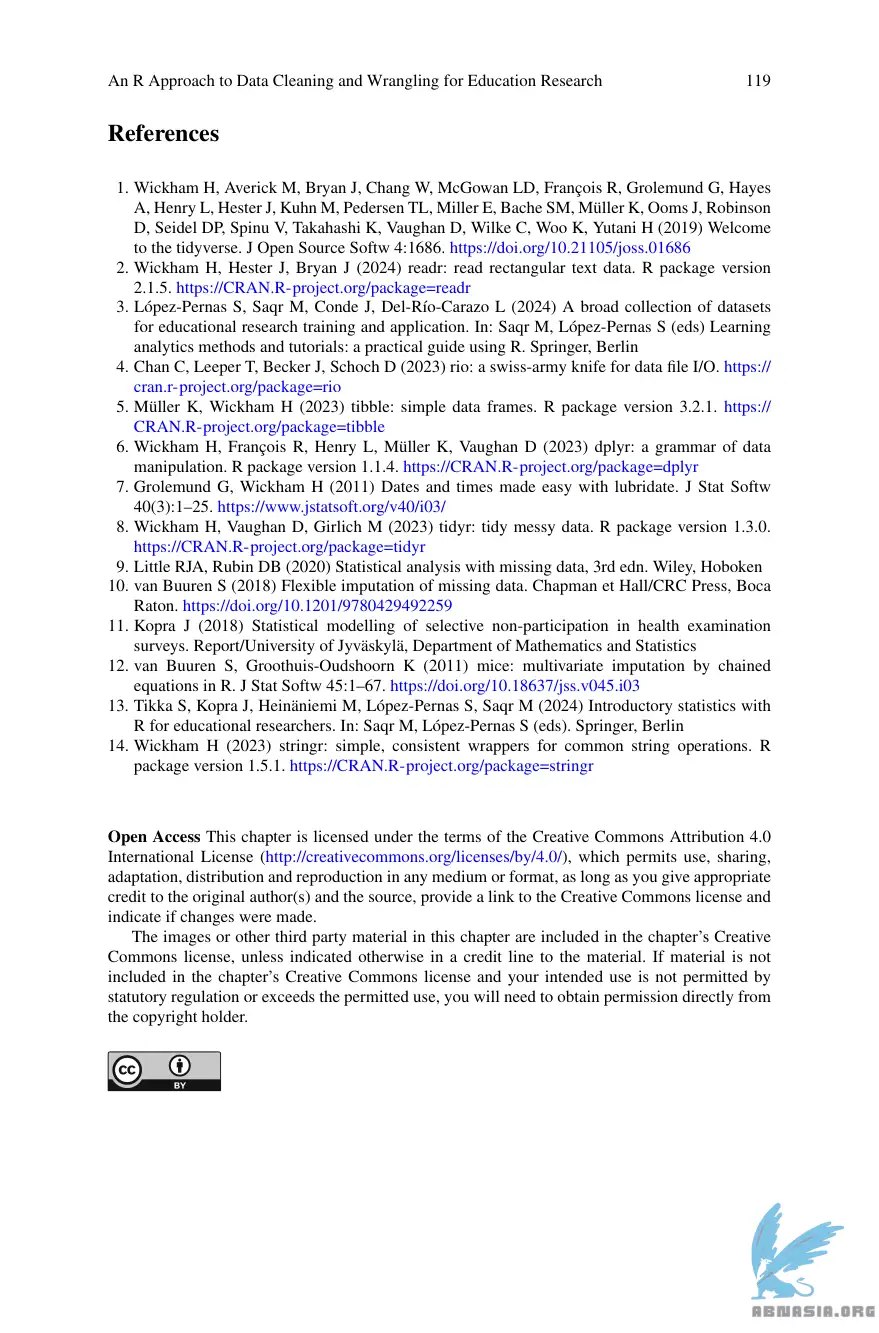 An R Approach to Data Cleaning and Wrangling for Education Research 119
References
1. Wickham H, Averick M, Bryan J, Chang W, McGowan LD, François R, Grolemund G, Hayes
A, Henry L, Hester J, Kuhn M, Pedersen TL, Miller E, Bache SM, Müller K, Ooms J, Robinson
D, Seidel DP, Spinu V, Takahashi K, Vaughan D, Wilke C, Woo K, Yutani H (2019) Welcome
to the tidyverse. J Open Source Softw 4:1686. https://doi.org/10.21105/joss.01686
2. Wickham H, Hester J, Bryan J (2024) readr: read rectangular text data. R package version
2.1.5. https://CRAN.R-project.org/package=readr
3. López-Pernas S, Saqr M, Conde J, Del-Río-Carazo L (2024) A broad collection of datasets
for educational research training and application. In: Saqr M, López-Pernas S (eds) Learning
analytics methods and tutorials: a practical guide using R. Springer, Berlin
4. Chan C, Leeper T, Becker J, Schoch D (2023) rio: a swiss-army knife for data file I/O. https://
cran.r-project.org/package=rio
5. Müller K, Wickham H (2023) tibble: simple data frames. R package version 3.2.1. https://
CRAN.R-project.org/package=tibble
6. Wickham H, François R, Henry L, Müller K, Vaughan D (2023) dplyr: a grammar of data
manipulation. R package version 1.1.4. https://CRAN.R-project.org/package=dplyr
7. Grolemund G, Wickham H (2011) Dates and times made easy with lubridate. J Stat Softw
40(3):1–25. https://www.jstatsoft.org/v40/i03/
8. Wickham H, Vaughan D, Girlich M (2023) tidyr: tidy messy data. R package version 1.3.0.
https://CRAN.R-project.org/package=tidyr
9. Little RJA, Rubin DB (2020) Statistical analysis with missing data, 3rd edn. Wiley, Hoboken
10. van Buuren S (2018) Flexible imputation of missing data. Chapman et Hall/CRC Press, Boca
Raton. https://doi.org/10.1201/9780429492259
11. Kopra J (2018) Statistical modelling of selective non-participation in health examination
surveys. Report/University of Jyväskylä, Department of Mathematics and Statistics
12. van Buuren S, Groothuis-Oudshoorn K (2011) mice: multivariate imputation by chained
equations in R. J Stat Softw 45:1–67. https://doi.org/10.18637/jss.v045.i03
13. Tikka S, Kopra J, Heinäniemi M, López-Pernas S, Saqr M (2024) Introductory statistics with
R for educational researchers. In: Saqr M, López-Pernas S (eds). Springer, Berlin
14. Wickham H (2023) stringr: simple, consistent wrappers for common string operations. R
package version 1.5.1. https://CRAN.R-project.org/package=stringr
Open Access This chapter is licensed under the terms of the Creative Commons Attribution 4.0
International License (http://creativecommons.org/licenses/by/4.0/), which permits use, sharing,
adaptation, distribution and reproduction in any medium or format, as long as you give appropriate
credit to the original author(s) and the source, provide a link to the Creative Commons license and
indicate if changes were made.
The images or other third party material in this chapter are included in the chapter’s Creative
Commons license, unless indicated otherwise in a credit line to the material. If material is not
included in the chapter’s Creative Commons license and your intended use is not permitted by
statutory regulation or exceeds the permitted use, you will need to obtain permission directly from
the copyright holder.
CC
BY
ABNASIA.ORG